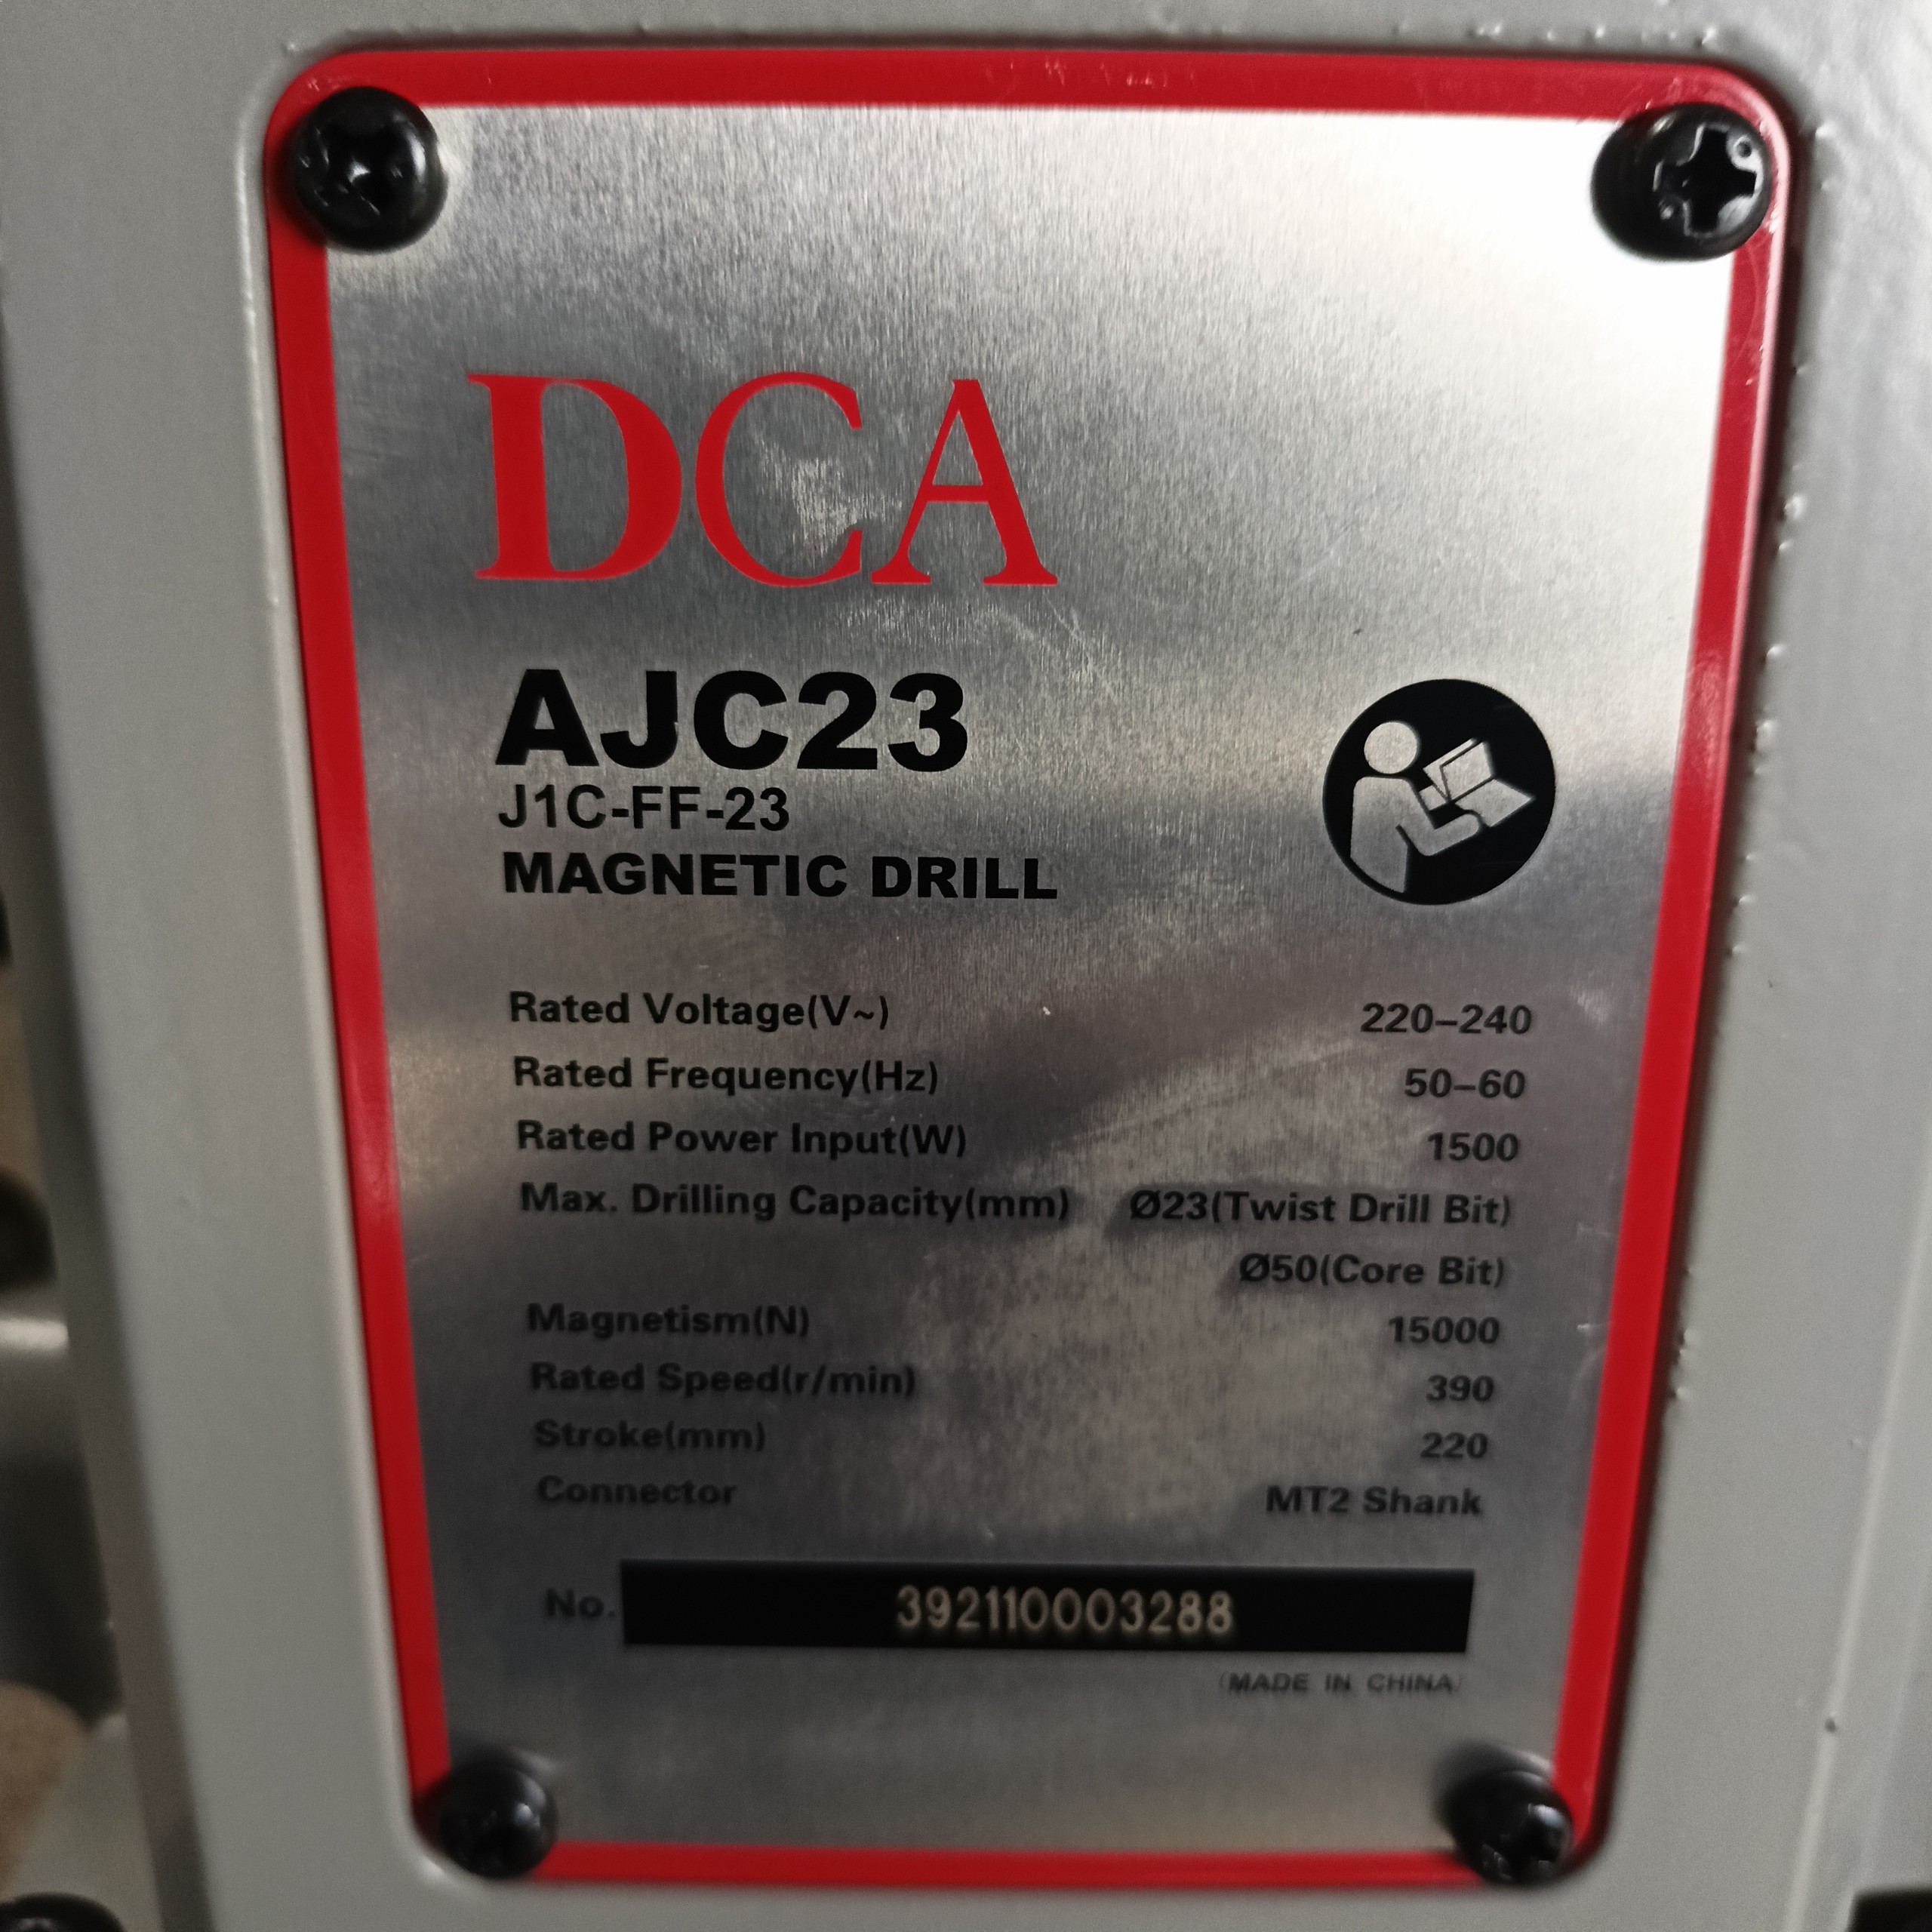 DCA
AJC23
J1C-FF-23
MAGNETIC DRILL
Rated Voltage(V~) 220–240
Rated Frequency(Hz) 50–60
Rated Power Input(W) 1500
Max. Drilling Capacity(mm) Ø23(Twist Drill Bit)
Ø50(Core Bit)
Magnetism(N) 15000
Rated Speed(r/min) 390
Stroke(mm) 220
Connector MT2 Shank
No. 392110003288
(MADE IN CHINA)